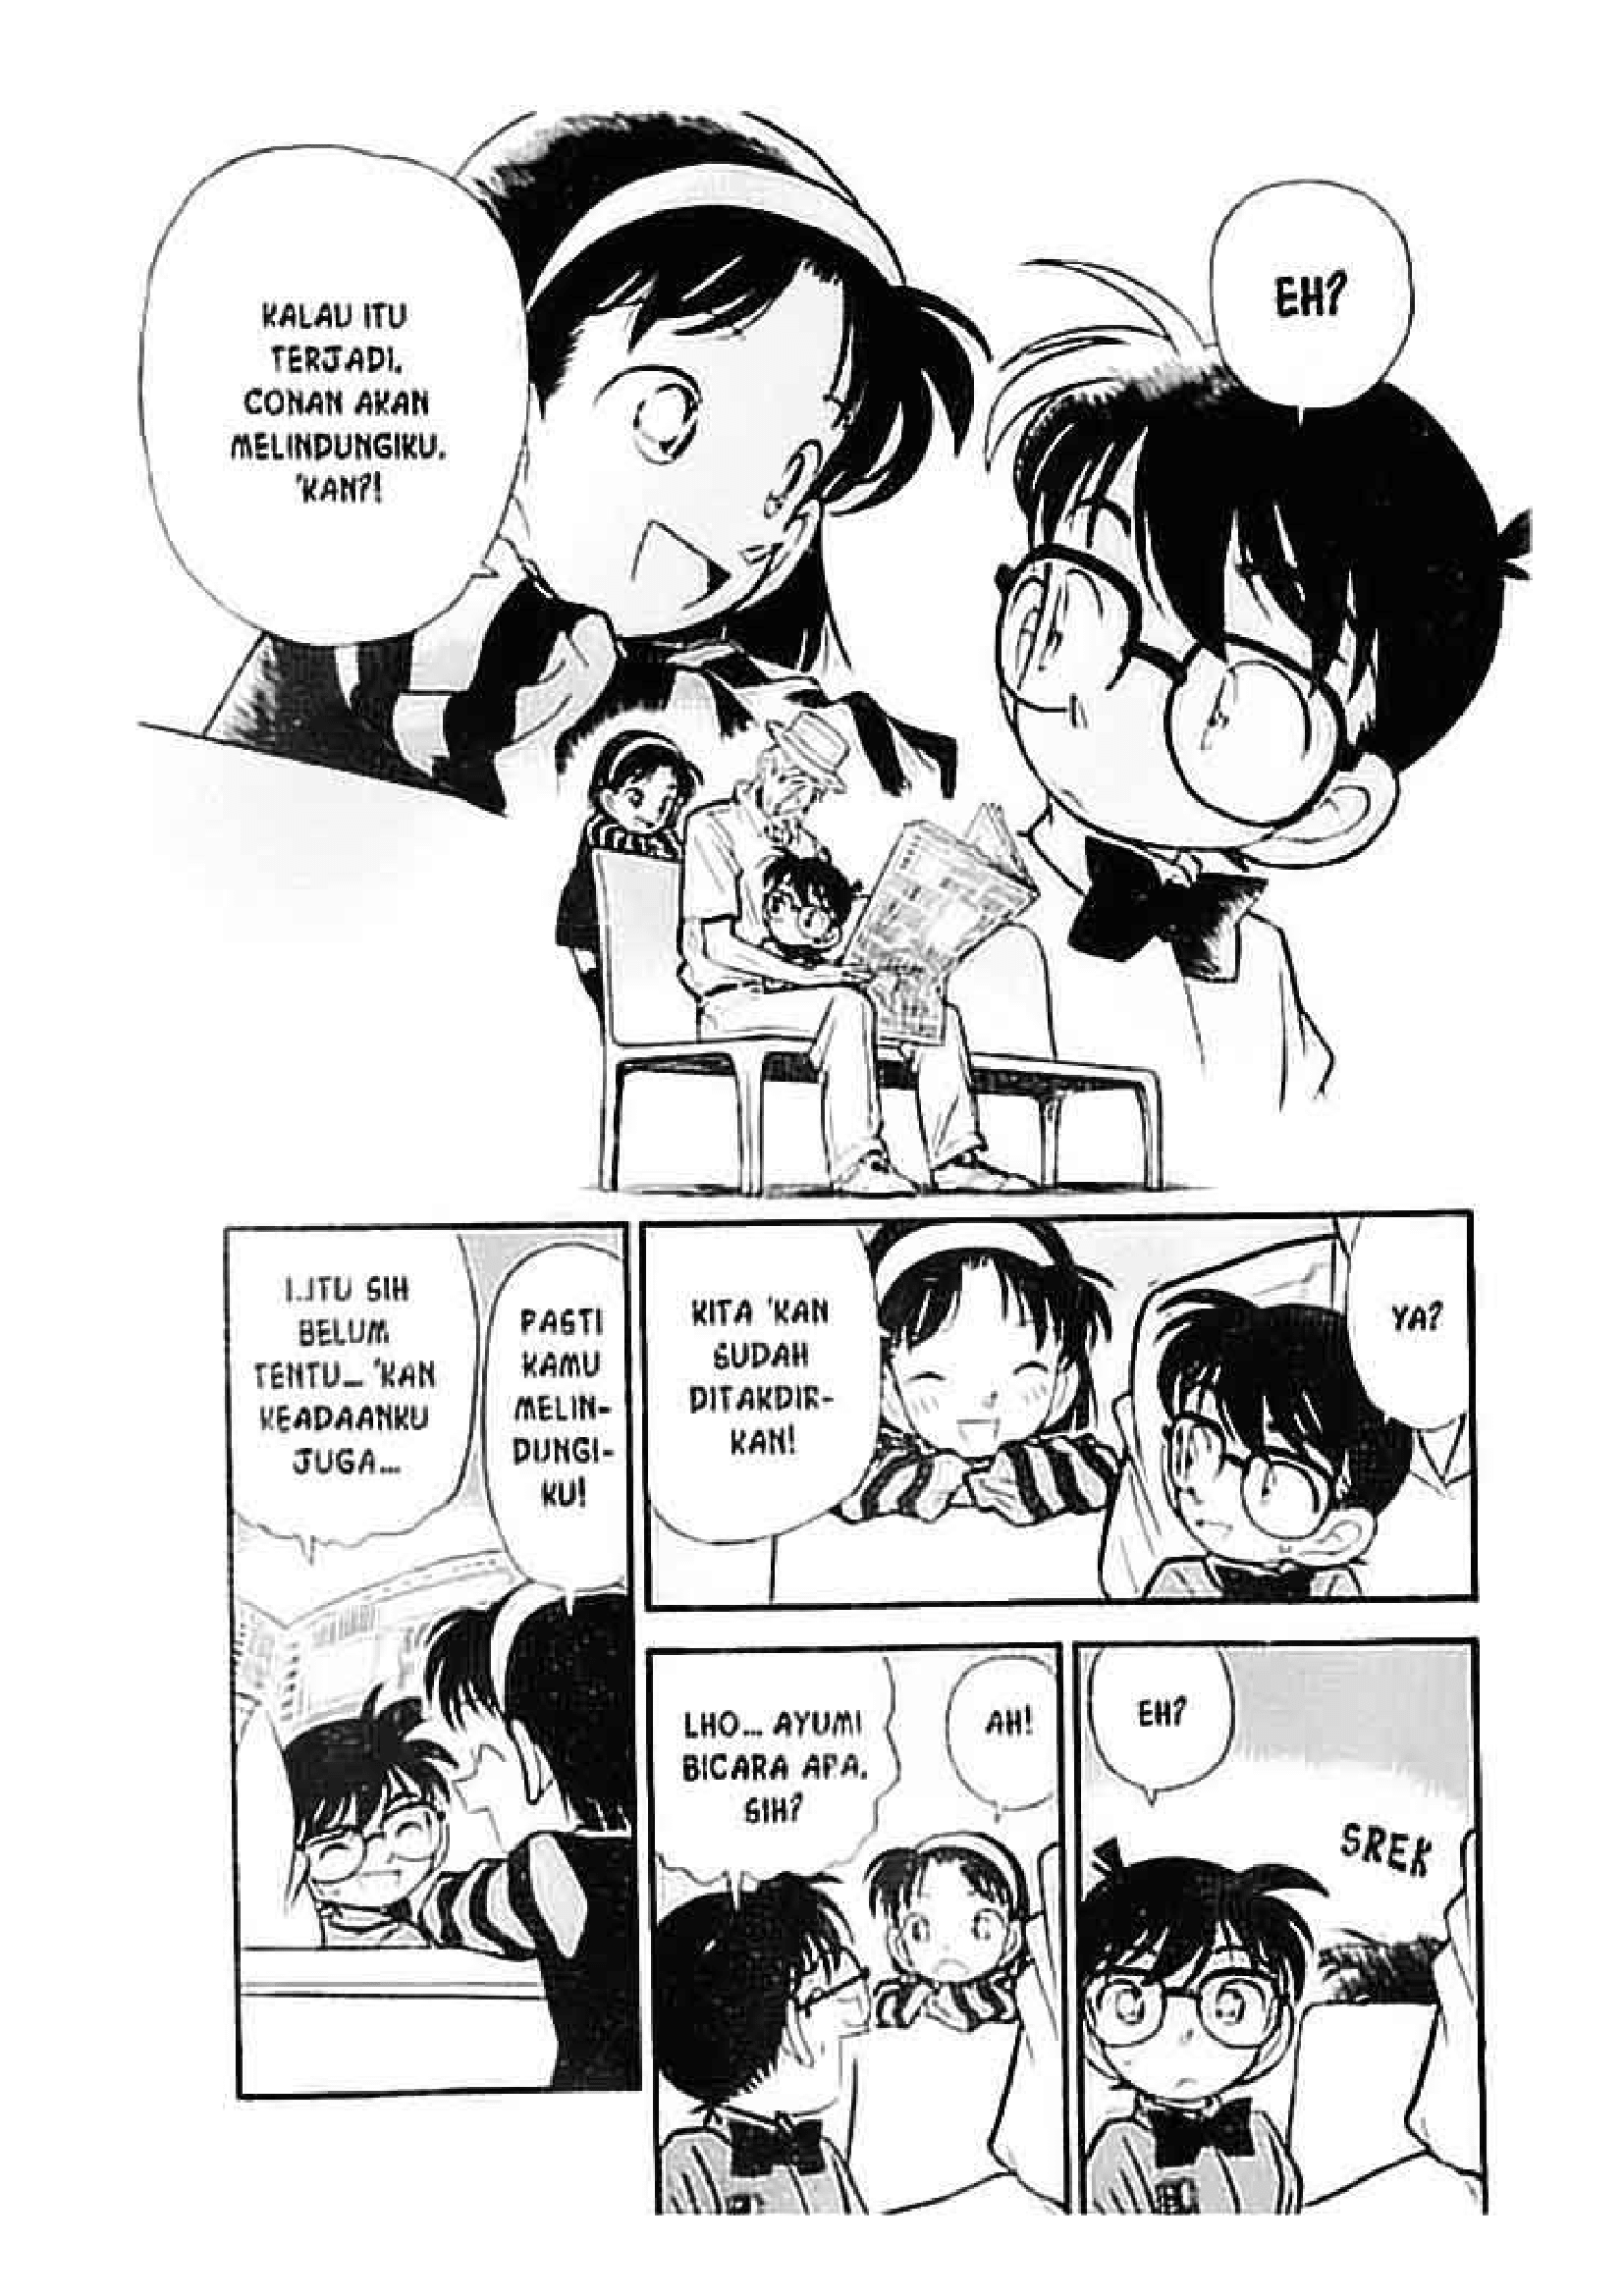 EH?
KALAU ITU
TERJADI,
CONAN AKAN
MELINDUNGIKU,
'KAN?!
YA?
KITA 'KAN
SUDAH
DITAKDIR-
KAN!
PASTI
KAMU
MELIN-
DUNGI-
KU!
I..ITU SIH
BELUM
TENTU... 'KAN
KEADAANKU
JUGA...
EH?
SREK
AH!
LHO... AYUMI
BICARA APA,
SIH?